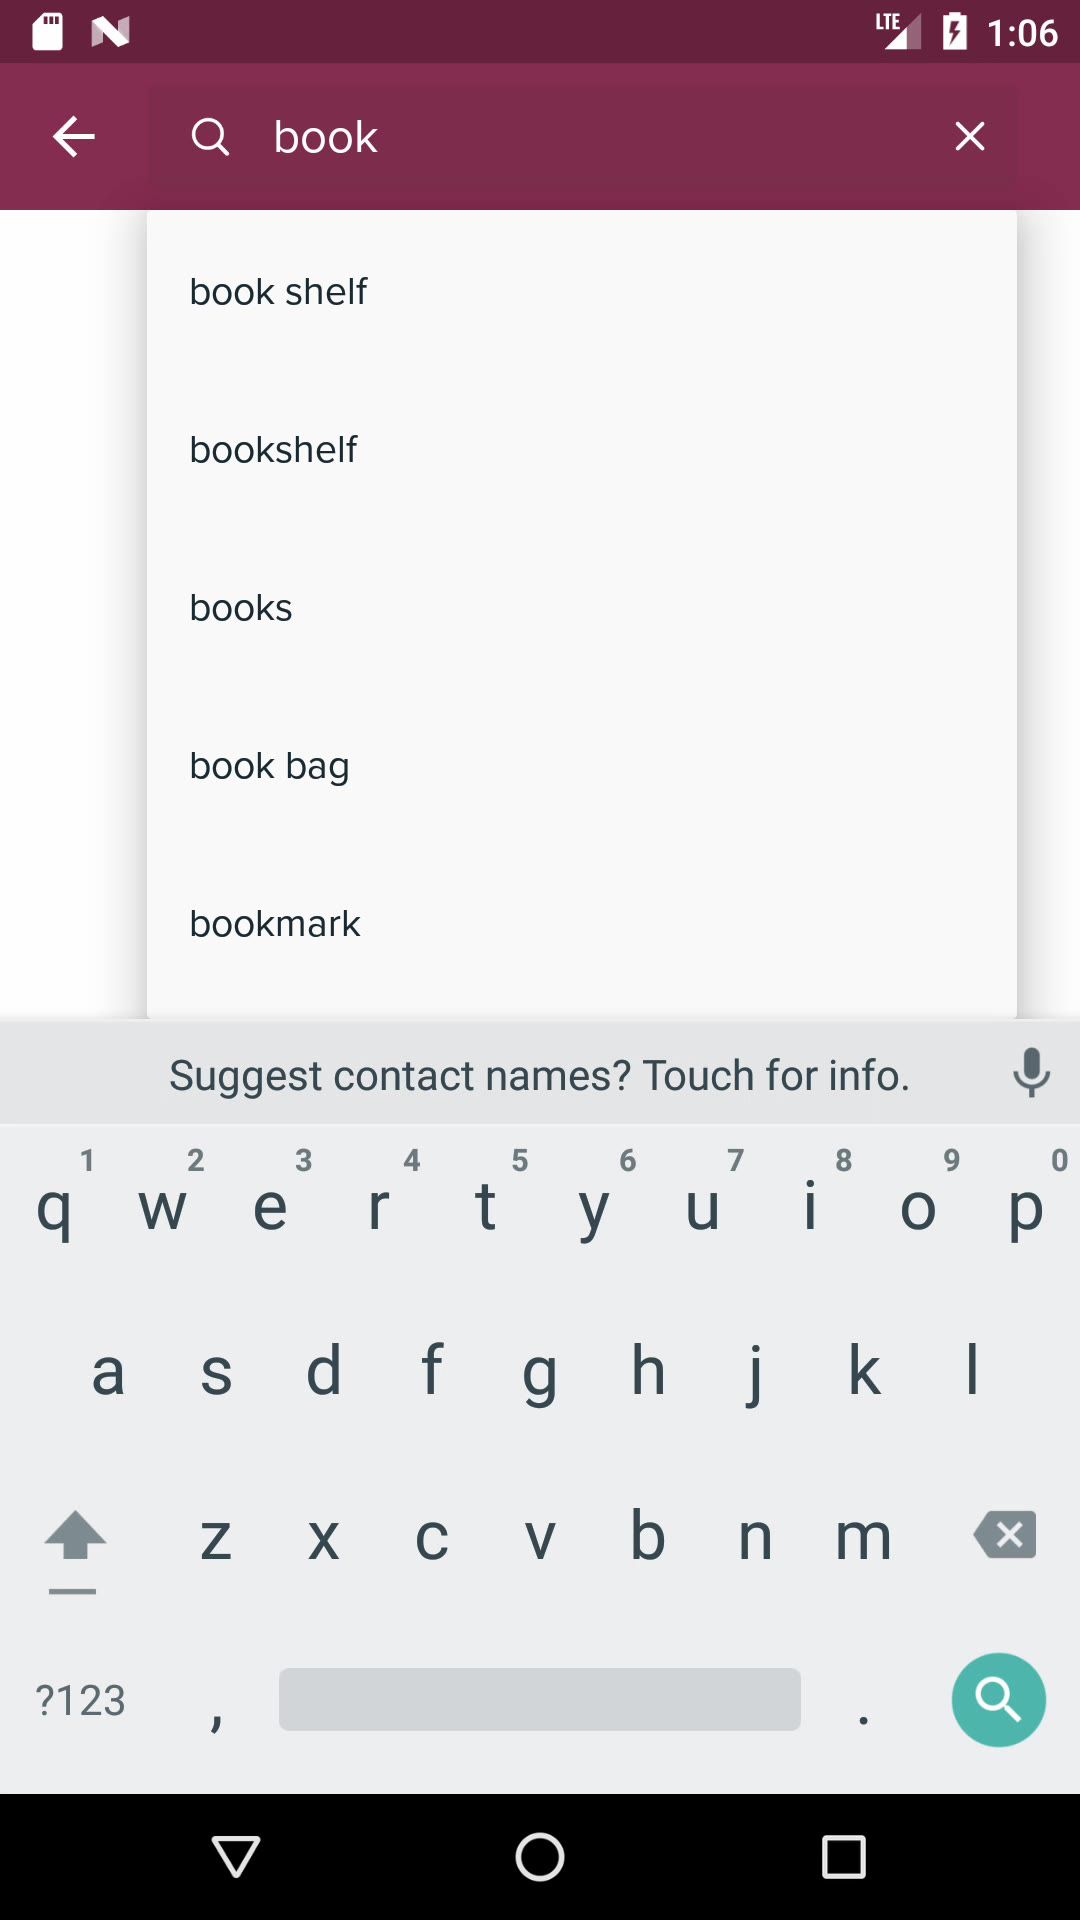 LTE 1:06
book
book shelf
bookshelf
books
book bag
bookmark
Suggest contact names? Touch for info.
1 2 3 4 5 6 7 8 9 0
q w e r t y u i o p
a s d f g h j k l
z x c v b n m
?123 , .